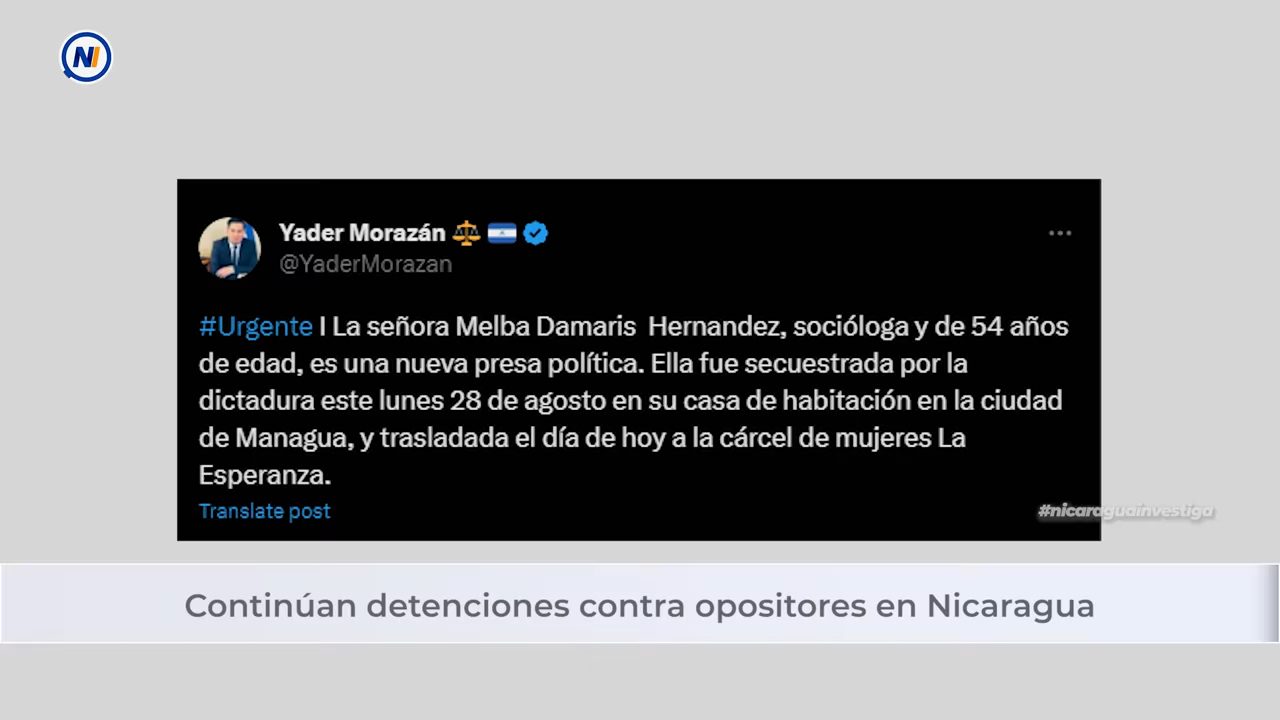 NI
Yader Morazán
@YaderMorazan
#Urgente I La señora Melba Damaris  Hernandez, socióloga y de 54 años
de edad, es una nueva presa política. Ella fue secuestrada por la
dictadura este lunes 28 de agosto en su casa de habitación en la ciudad
de Managua, y trasladada el día de hoy a la cárcel de mujeres La
Esperanza.
Translate post
#nicaraguainvestiga
Continúan detenciones contra opositores en Nicaragua